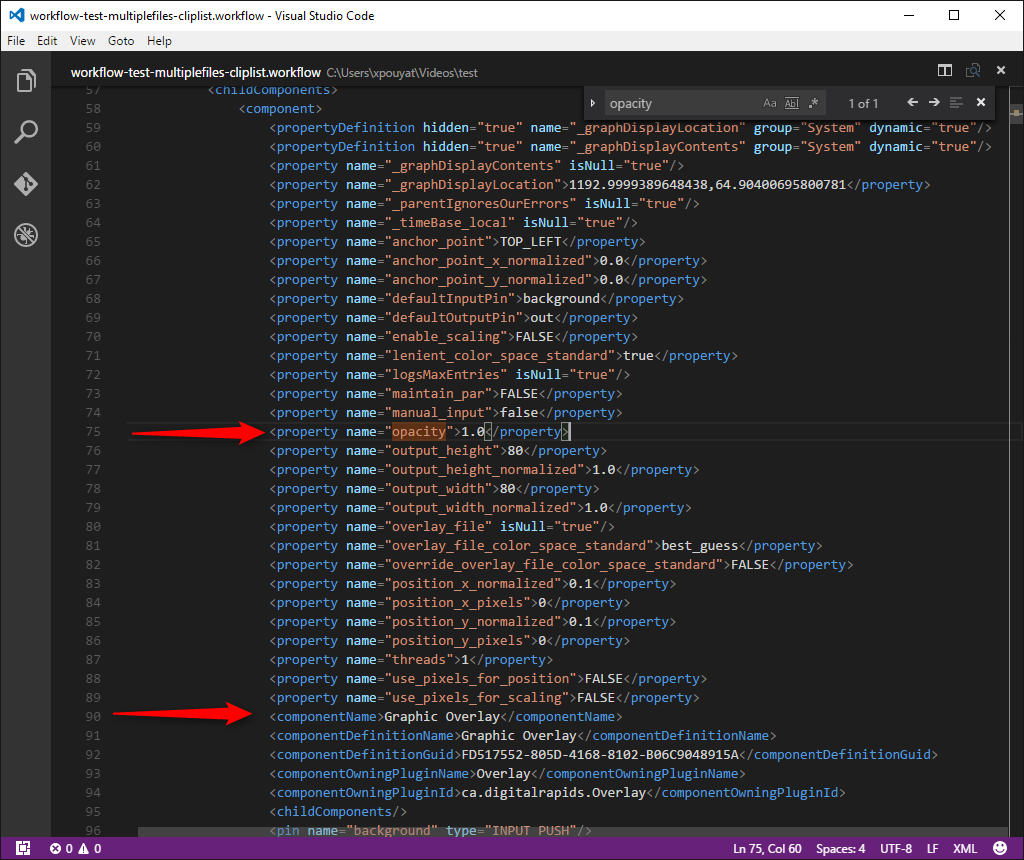 workflow-test-multiplefiles-cliplist.workflow - Visual Studio Code
File Edit View Goto Help
workflow-test-multiplefiles-cliplist.workflow C:\Users\xpouyat\Videos\test
opacity Aa Abl .* 1 of 1
57 <childComponents>
58 <component>
59 <propertyDefinition hidden="true" name="_graphDisplayLocation" group="System" dynamic="true"/>
60 <propertyDefinition hidden="true" name="_graphDisplayContents" group="System" dynamic="true"/>
61 <property name="_graphDisplayContents" isNull="true"/>
62 <property name="_graphDisplayLocation">1192.9999389648438,64.90400695800781</property>
63 <property name="_parentIgnoresOurErrors" isNull="true"/>
64 <property name="_timeBase_local" isNull="true"/>
65 <property name="anchor_point">TOP_LEFT</property>
66 <property name="anchor_point_x_normalized">0.0</property>
67 <property name="anchor_point_y_normalized">0.0</property>
68 <property name="defaultInputPin">background</property>
69 <property name="defaultOutputPin">out</property>
70 <property name="enable_scaling">FALSE</property>
71 <property name="lenient_color_space_standard">true</property>
72 <property name="logsMaxEntries" isNull="true"/>
73 <property name="maintain_par">FALSE</property>
74 <property name="manual_input">false</property>
75 <property name="opacity">1.0</property>
76 <property name="output_height">80</property>
77 <property name="output_height_normalized">1.0</property>
78 <property name="output_width">80</property>
79 <property name="output_width_normalized">1.0</property>
80 <property name="overlay_file" isNull="true"/>
81 <property name="overlay_file_color_space_standard">best_guess</property>
82 <property name="override_overlay_file_color_space_standard">FALSE</property>
83 <property name="position_x_normalized">0.1</property>
84 <property name="position_x_pixels">0</property>
85 <property name="position_y_normalized">0.1</property>
86 <property name="position_y_pixels">0</property>
87 <property name="threads">1</property>
88 <property name="use_pixels_for_position">FALSE</property>
89 <property name="use_pixels_for_scaling">FALSE</property>
90 <componentName>Graphic Overlay</componentName>
91 <componentDefinitionName>Graphic Overlay</componentDefinitionName>
92 <componentDefinitionGuid>FD517552-805D-4168-8102-B06C9048915A</componentDefinitionGuid>
93 <componentOwningPluginName>Overlay</componentOwningPluginName>
94 <componentOwningPluginId>ca.digitalrapids.Overlay</componentOwningPluginId>
95 <childComponents/>
96 <pin name="background" type="INPUT_PUSH"/>
0 0 Ln 75, Col 60 Spaces: 4 UTF-8 LF XML